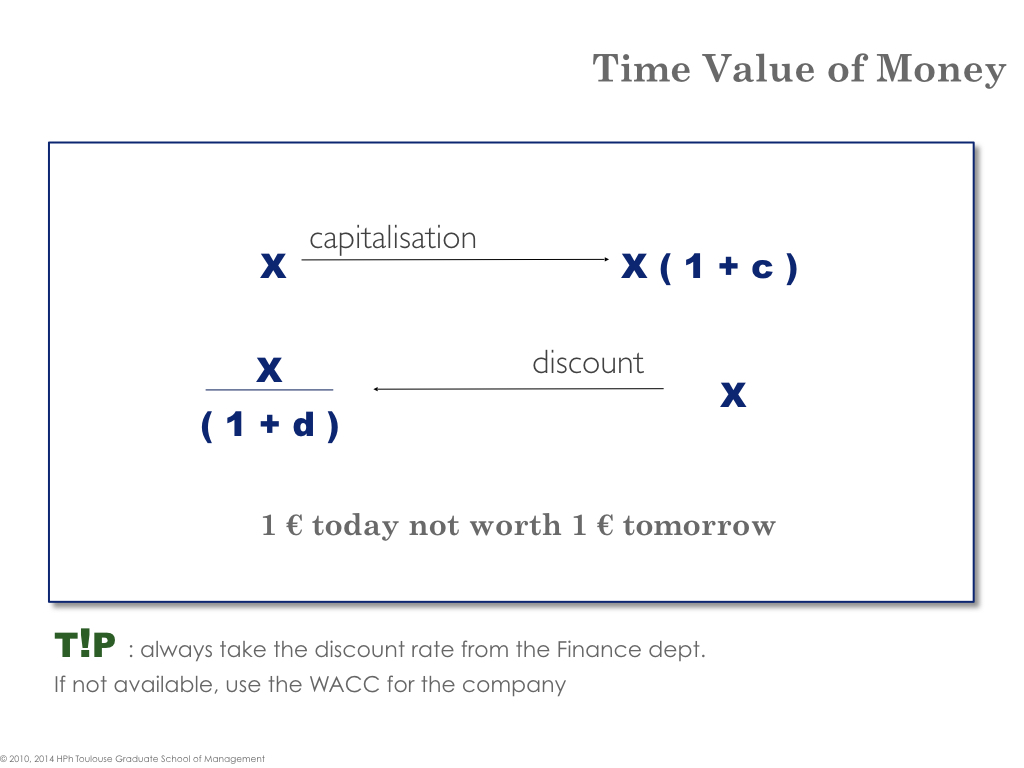 Time Value of Money
capitalisation
X X ( 1 + c )
discount
X
( 1 + d )
X
1 € today not worth 1 € tomorrow
T!P : always take the discount rate from the Finance dept.
If not available, use the WACC for the company
© 2010, 2014 HPh Toulouse Graduate School of Management